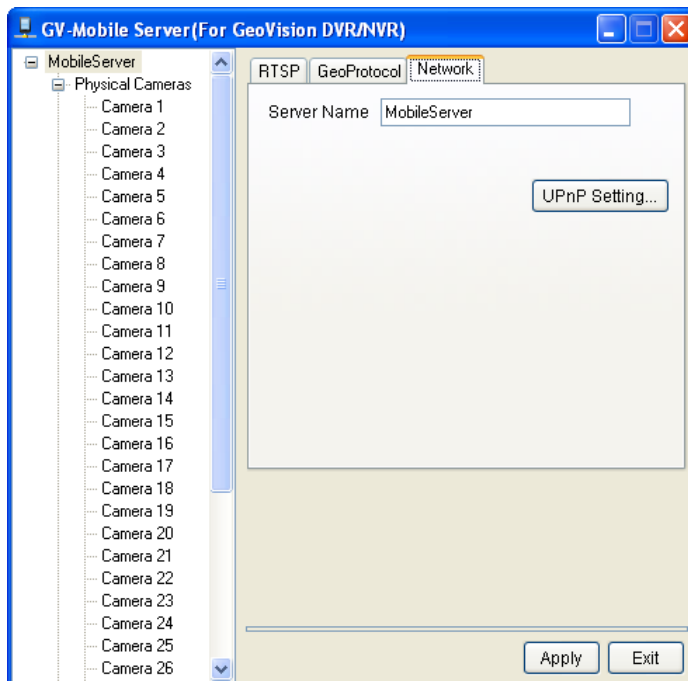 GV-Mobile Server(For GeoVision DVR/NVR)
MobileServer
Physical Cameras
Camera 1
Camera 2
Camera 3
Camera 4
Camera 5
Camera 6
Camera 7
Camera 8
Camera 9
Camera 10
Camera 11
Camera 12
Camera 13
Camera 14
Camera 15
Camera 16
Camera 17
Camera 18
Camera 19
Camera 20
Camera 21
Camera 22
Camera 23
Camera 24
Camera 25
Camera 26
RTSP GeoProtocol Network
Server Name MobileServer
UPnP Setting...
Apply Exit